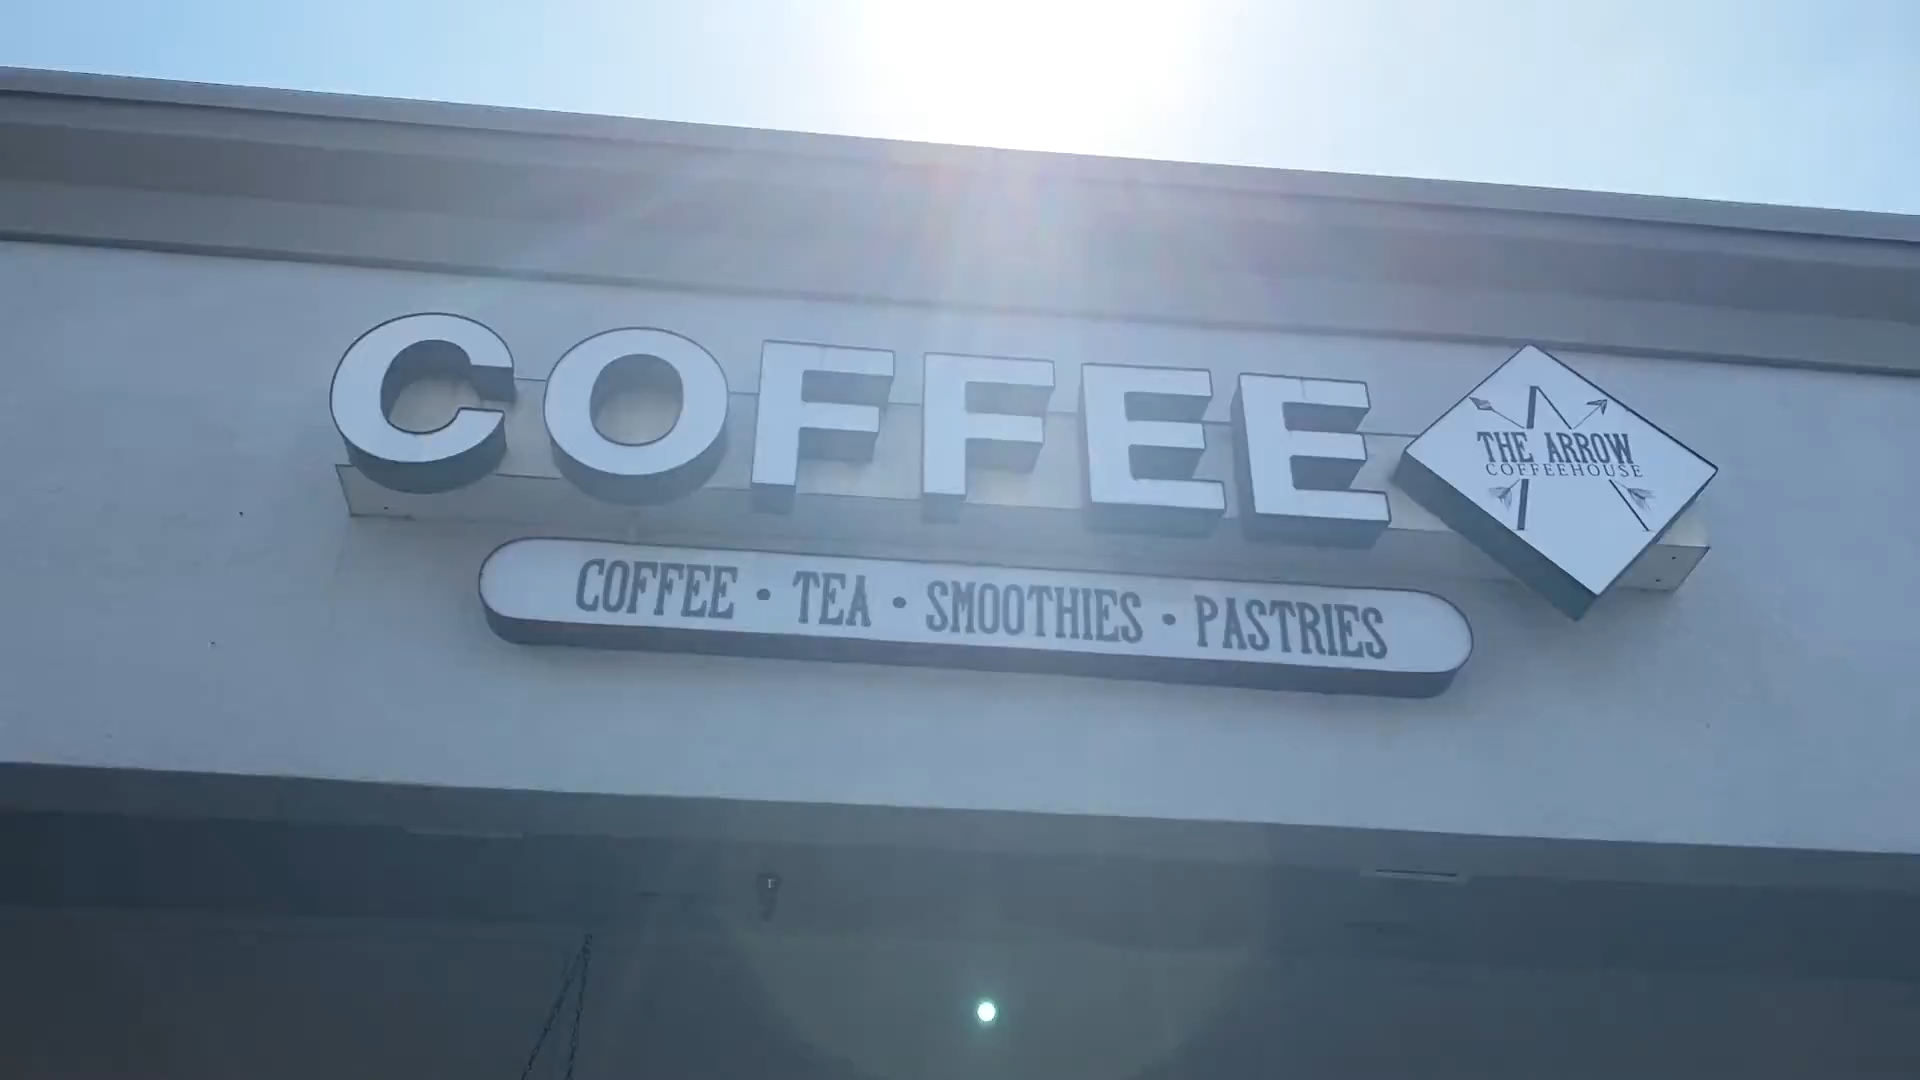 COFFEE
THE ARROW
COFFEEHOUSE
COFFEE • TEA • SMOOTHIES • PASTRIES